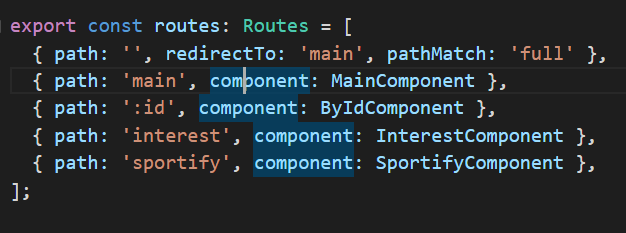 export const routes: Routes = [
{ path: '', redirectTo: 'main', pathMatch: 'full' },
{ path: 'main', component: MainComponent },
{ path: ':id', component: ByIdComponent },
{ path: 'interest', component: InterestComponent },
{ path: 'sportify', component: SportifyComponent },
];